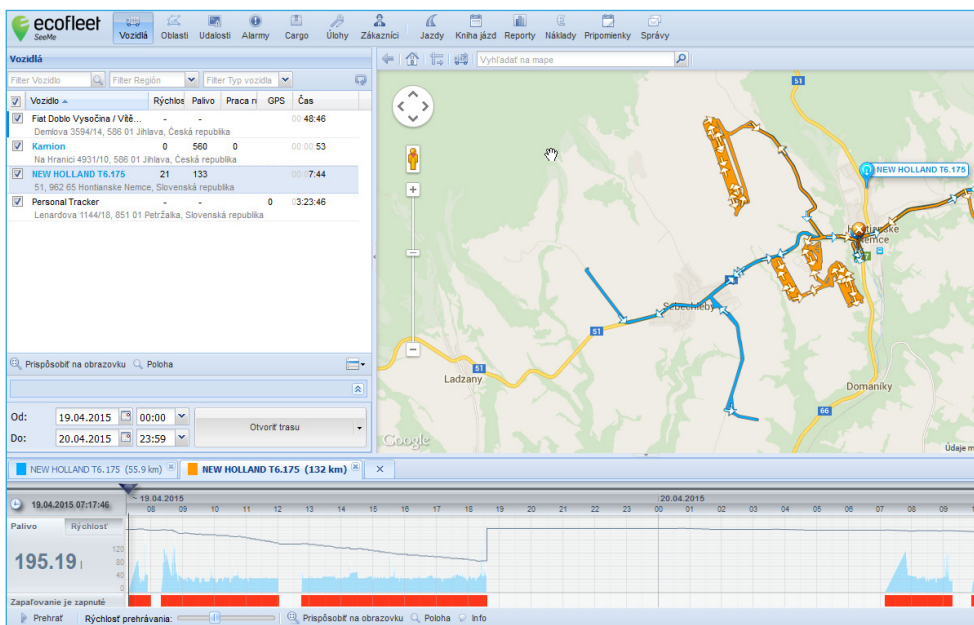 ecofleet
SeeMe
Vozidlá Oblasti Udalosti Alarmy Cargo Úlohy Zákazníci Jazdy Kniha jázd Reporty Náklady Pripomienky Správy
Vozidlá
Filter Vozidlo Filter Región Filter Typ vozidla
Vyhľadať na mape
Vozidlo Rýchlos Palivo Praca n GPS Čas
Fiat Doblo Vysočina / Vítě... - - 00:48:46
Demlova 3594/14, 586 01 Jihlava, Česká republika
Kamion 0 560 0 00:00:53
Na Hranici 4931/10, 586 01 Jihlava, Česká republika
NEW HOLLAND T6.175 21 133 00:07:44
51, 962 65 Hontianske Nemce, Slovenská republika
Personal Tracker - - 0 03:23:46
Lenardova 1144/18, 851 01 Petržalka, Slovenská republika
Prispôsobiť na obrazovku Poloha
Od: 19.04.2015 00:00
Do: 20.04.2015 23:59
Otvoriť trasu
51
NEW HOLLAND T6.175
Sebechleby
51
51
Ladzany
Domaníky
66
Google
Údaje m
NEW HOLLAND T6.175 (55.9 km) NEW HOLLAND T6.175 (132 km)
19.04.2015 07:17:46
19.04.2015 20.04.2015
08 09 10 11 12 13 14 15 16 17 18 19 20 21 22 23 00 01 02 03 04 05 06 07 08 09
Palivo Rýchlosť
195.19 l
120
80
40
0
Zapaľovanie je zapnuté
Prehrať Rýchlosť prehrávania: Prispôsobiť na obrazovku Poloha Info